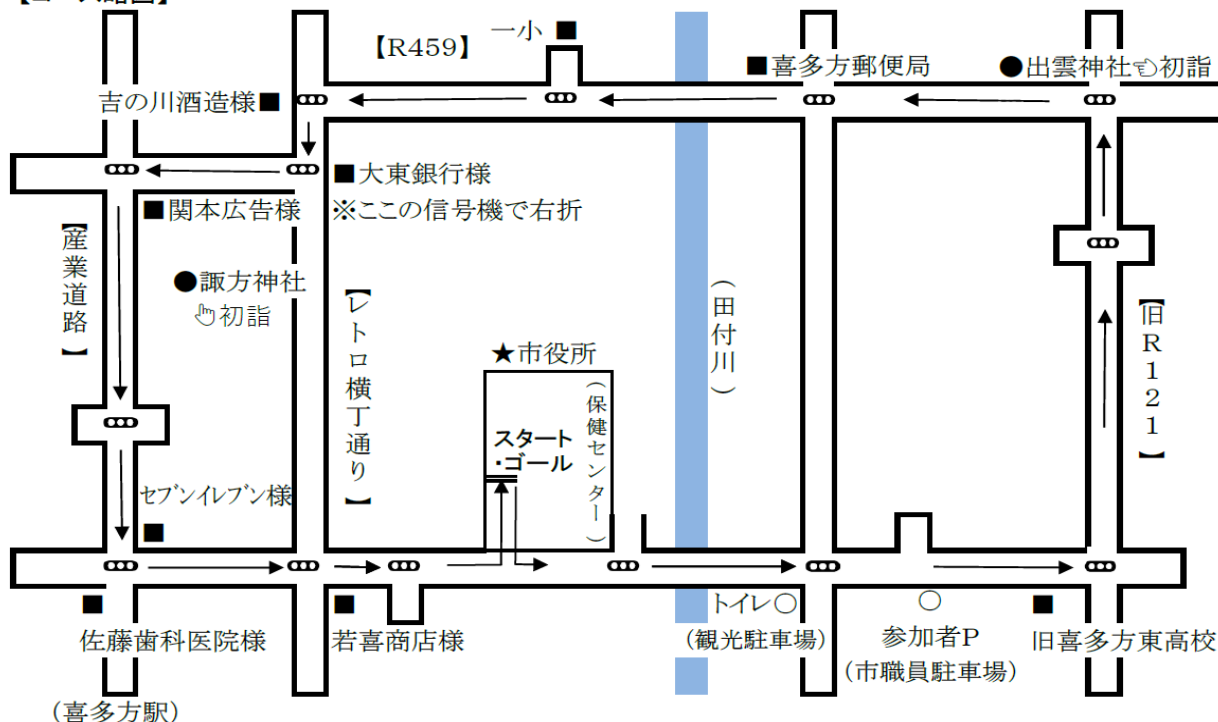 【コース略図】
一小■
【R459】
■喜多方郵便局
●出雲神社☜初詣
吉の川酒造様■
■大東銀行様
※ここの信号機で右折
■関本広告様
【産業道路】
●諏方神社
☝初詣
【レトロ横丁通り】
（田付川）
【旧R121】
★市役所
（保健センター）
スタート
・ゴール
セブンイレブン様
■
■
佐藤歯科医院様
■
若喜商店様
トイレ○
（観光駐車場）
○
参加者P
（市職員駐車場）
■
旧喜多方東高校
（喜多方駅）